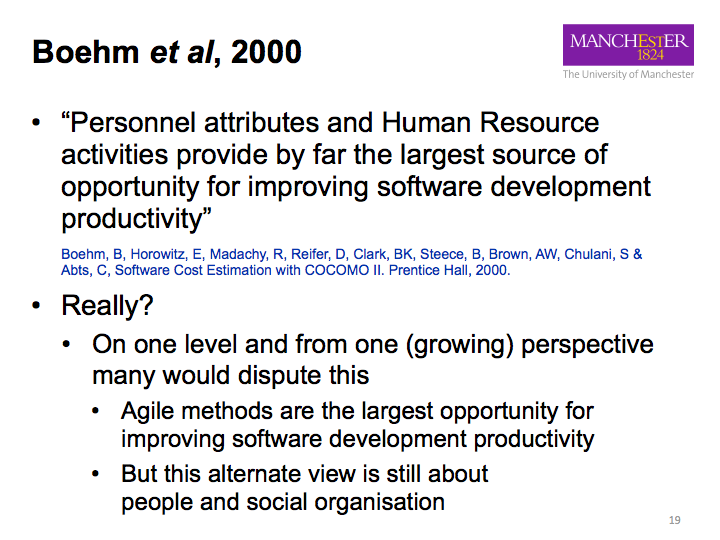 Boehm et al, 2000
MANCHEsTER
1824
The University of Manchester
• “Personnel attributes and Human Resource
activities provide by far the largest source of
opportunity for improving software development
productivity”
Boehm, B, Horowitz, E, Madachy, R, Reifer, D, Clark, BK, Steece, B, Brown, AW, Chulani, S &
Abts, C, Software Cost Estimation with COCOMO II. Prentice Hall, 2000.
• Really?
• On one level and from one (growing) perspective
many would dispute this
• Agile methods are the largest opportunity for
improving software development productivity
• But this alternate view is still about
people and social organisation
19